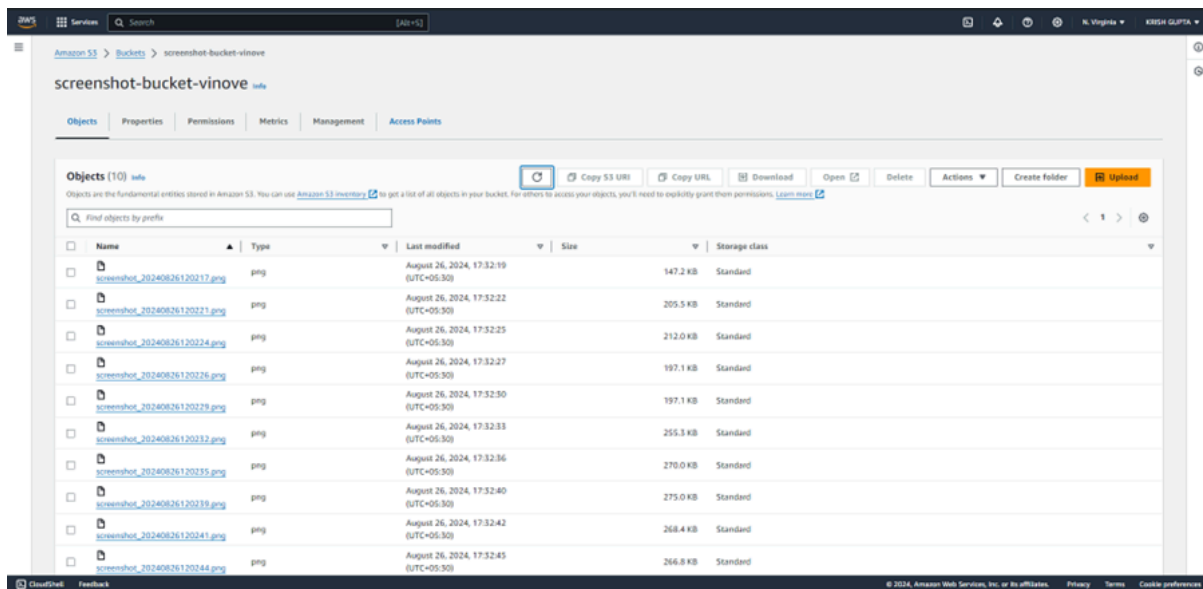 aws Services Search [Alt+S] N. Virginia KRISH GUPTA
Amazon S3 > Buckets > screenshot-bucket-vinove
screenshot-bucket-vinove Info
Objects Properties Permissions Metrics Management Access Points
Objects (10) Info
Copy S3 URI Copy URL Download Open Delete Actions Create folder Upload
Objects are the fundamental entities stored in Amazon S3. You can use Amazon S3 inventory to get a list of all objects in your bucket. For others to access your objects, you'll need to explicitly grant them permissions. Learn more
Find objects by prefix
< 1 >
Name Type Last modified Size Storage class
screenshot_20240826120217.png png August 26, 2024, 17:32:19 (UTC+05:30) 147.2 KB Standard
screenshot_20240826120221.png png August 26, 2024, 17:32:22 (UTC+05:30) 205.5 KB Standard
screenshot_20240826120224.png png August 26, 2024, 17:32:25 (UTC+05:30) 212.0 KB Standard
screenshot_20240826120226.png png August 26, 2024, 17:32:27 (UTC+05:30) 197.1 KB Standard
screenshot_20240826120229.png png August 26, 2024, 17:32:30 (UTC+05:30) 197.1 KB Standard
screenshot_20240826120232.png png August 26, 2024, 17:32:33 (UTC+05:30) 255.3 KB Standard
screenshot_20240826120235.png png August 26, 2024, 17:32:36 (UTC+05:30) 270.0 KB Standard
screenshot_20240826120239.png png August 26, 2024, 17:32:40 (UTC+05:30) 275.0 KB Standard
screenshot_20240826120241.png png August 26, 2024, 17:32:42 (UTC+05:30) 268.4 KB Standard
screenshot_20240826120244.png png August 26, 2024, 17:32:45 (UTC+05:30) 266.8 KB Standard
CloudShell Feedback © 2024, Amazon Web Services, Inc. or its affiliates. Privacy Terms Cookie preferences